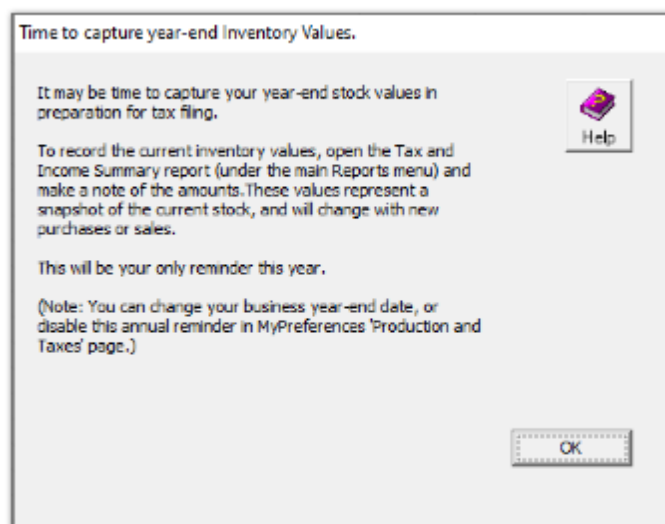 Time to capture year-end Inventory Values.
It may be time to capture your year-end stock values in
preparation for tax filing.
Help
To record the current inventory values, open the Tax and
Income Summary report (under the main Reports menu) and
make a note of the amounts.These values represent a
snapshot of the current stock, and will change with new
purchases or sales.
This will be your only reminder this year.
(Note: You can change your business year-end date, or
disable this annual reminder in MyPreferences 'Production and
Taxes' page.)
OK